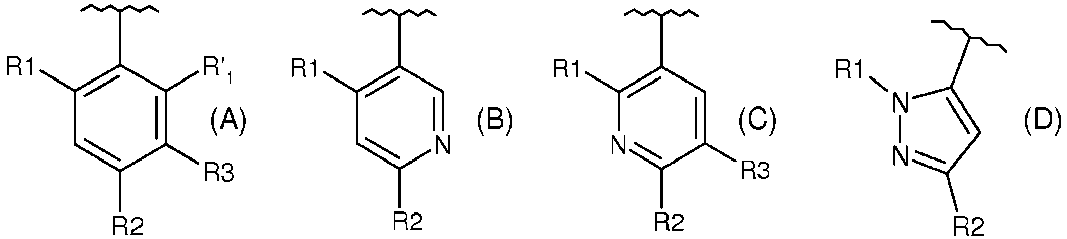 R1 R'1 (A) R3 R2
R1 (B) N R2
R1 (C) N R3 R2
R1 N (D) N R2